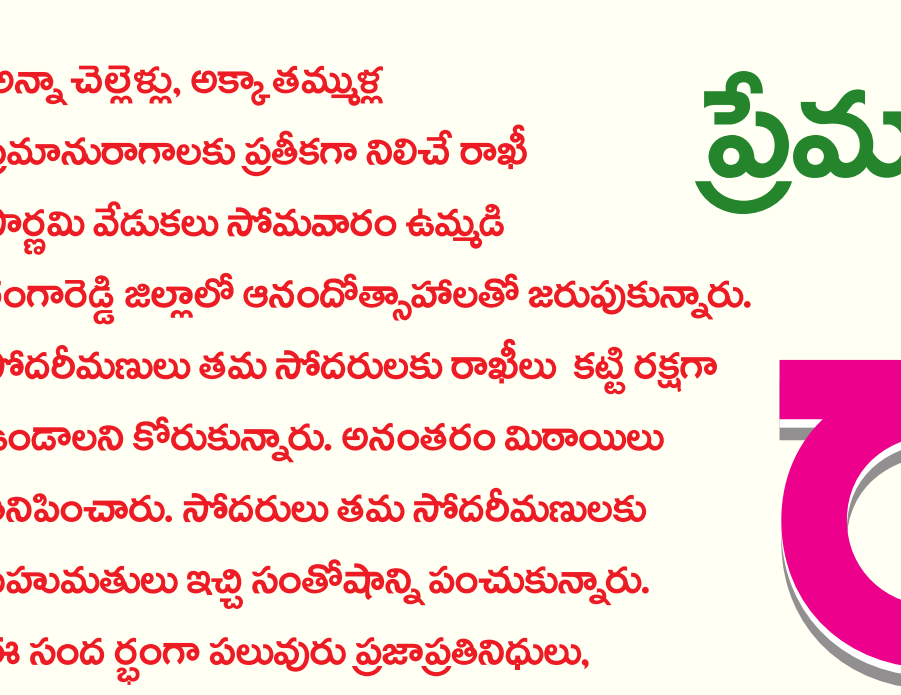 అన్నా చెల్లెళ్లు, అక్కా తమ్ముళ్ల
ప్రేమానురాగాలకు ప్రతీకగా నిలిచే రాఖీ
పౌర్ణమి వేడుకలు సోమవారం ఉమ్మడి
రంగారెడ్డి జిల్లాలో ఆనందోత్సాహాలతో జరుపుకున్నారు.
సోదరీమణులు తమ సోదరులకు రాఖీలు కట్టి రక్షగా
ఉండాలని కోరుకున్నారు. అనంతరం మిఠాయిలు
తినిపించారు. సోదరులు తమ సోదరీమణులకు
బహుమతులు ఇచ్చి సంతోషాన్ని పంచుకున్నారు.
ఈ సంద ర్భంగా పలువురు ప్రజాప్రతినిధులు,
ప్రేమ